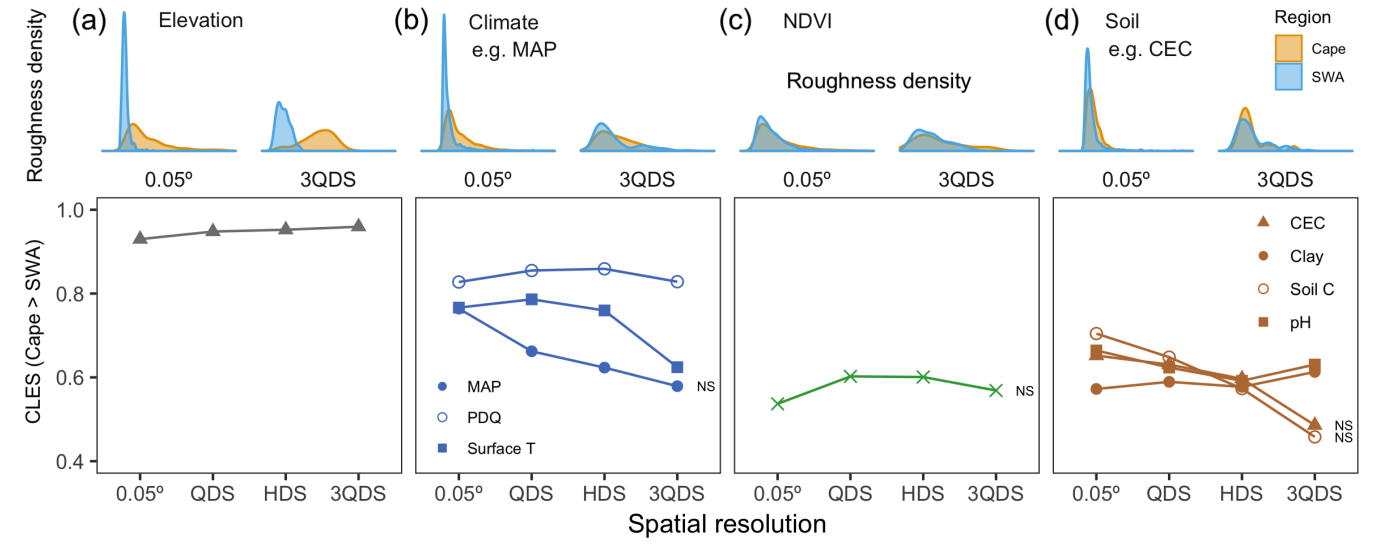 (a) Elevation
(b) Climate
e.g. MAP
(c) NDVI
(d) Soil
e.g. CEC
Region
Cape
SWA
Roughness density
Roughness density
0.05º 3QDS
0.05º 3QDS
0.05º 3QDS
0.05º 3QDS
CLES (Cape > SWA)
1.0
0.8
0.6
0.4
MAP
PDQ
Surface T
NS
NS
CEC
Clay
Soil C
pH
NS
NS
0.05º QDS HDS 3QDS
0.05º QDS HDS 3QDS
0.05º QDS HDS 3QDS
0.05º QDS HDS 3QDS
Spatial resolution